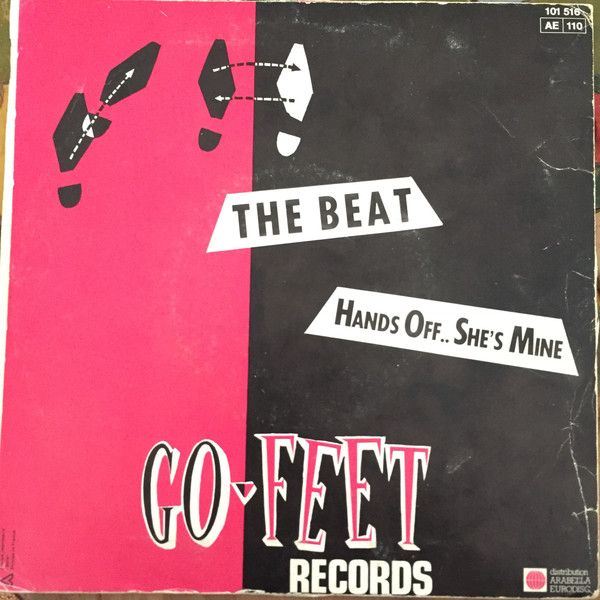 101 516
AE 110
THE BEAT
HANDS OFF.. SHE'S MINE
GO-FEET
RECORDS
distribution
ARABELLA
EURODISC